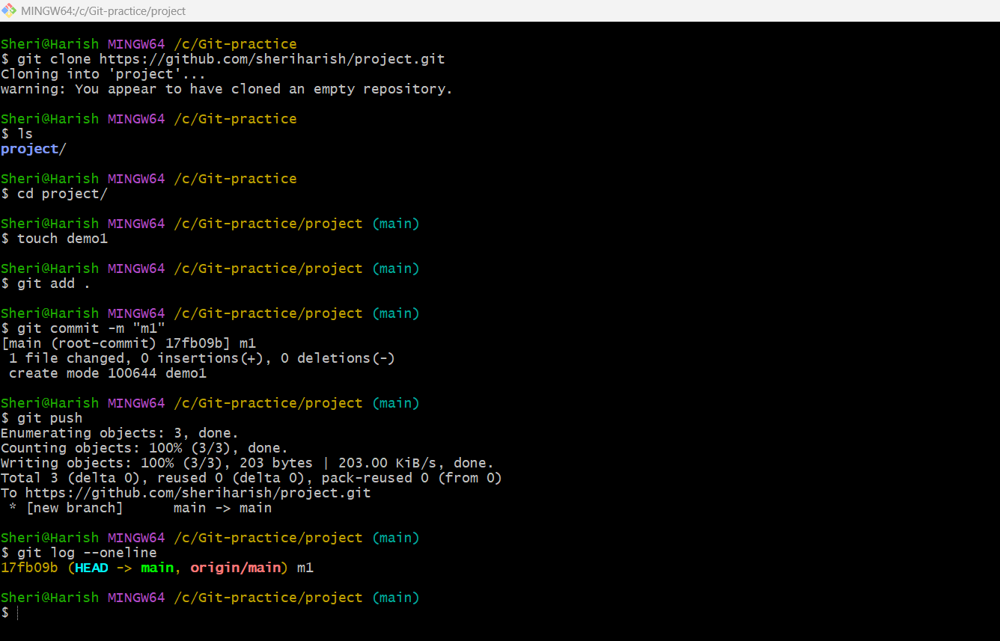 MINGW64:/c/Git-practice/project
Sheri@Harish MINGW64 /c/Git-practice
$ git clone https://github.com/sheriharish/project.git
Cloning into 'project'...
warning: You appear to have cloned an empty repository.
Sheri@Harish MINGW64 /c/Git-practice
$ ls
project/
Sheri@Harish MINGW64 /c/Git-practice
$ cd project/
Sheri@Harish MINGW64 /c/Git-practice/project (main)
$ touch demo1
Sheri@Harish MINGW64 /c/Git-practice/project (main)
$ git add .
Sheri@Harish MINGW64 /c/Git-practice/project (main)
$ git commit -m "m1"
[main (root-commit) 17fb09b] m1
 1 file changed, 0 insertions(+), 0 deletions(-)
 create mode 100644 demo1
Sheri@Harish MINGW64 /c/Git-practice/project (main)
$ git push
Enumerating objects: 3, done.
Counting objects: 100% (3/3), done.
Writing objects: 100% (3/3), 203 bytes | 203.00 KiB/s, done.
Total 3 (delta 0), reused 0 (delta 0), pack-reused 0 (from 0)
To https://github.com/sheriharish/project.git
 * [new branch]      main -> main
Sheri@Harish MINGW64 /c/Git-practice/project (main)
$ git log --oneline
17fb09b (HEAD -> main, origin/main) m1
Sheri@Harish MINGW64 /c/Git-practice/project (main)
$